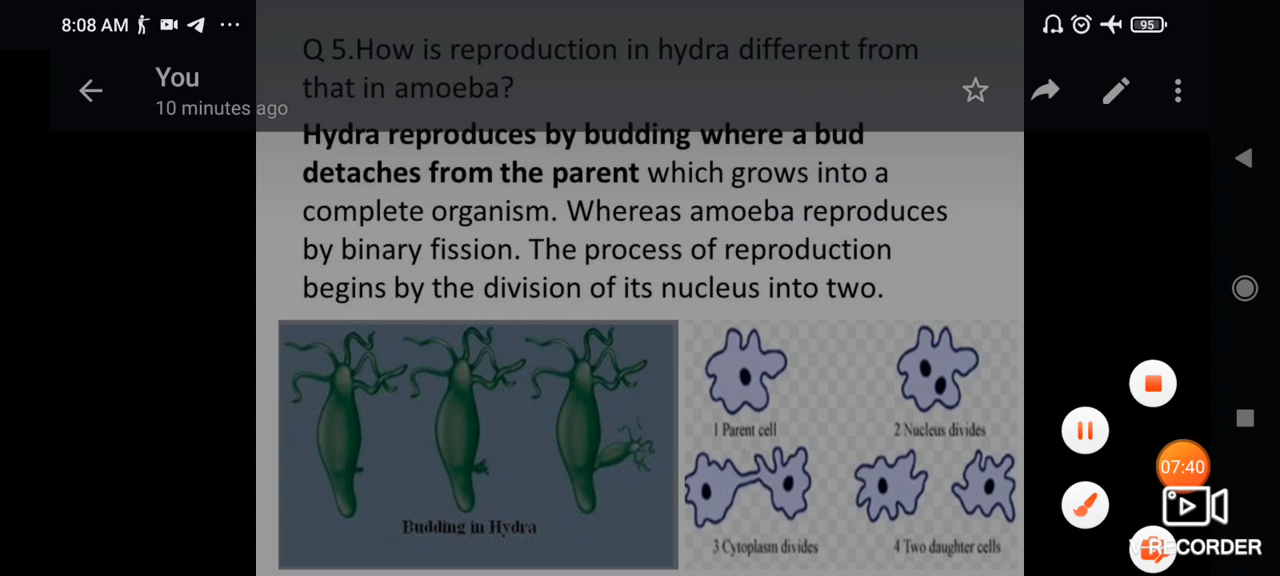 8:08 AM
95
You
10 minutes ago
Q 5.How is reproduction in hydra different from
that in amoeba?
Hydra reproduces by budding where a bud
detaches from the parent which grows into a
complete organism. Whereas amoeba reproduces
by binary fission. The process of reproduction
begins by the division of its nucleus into two.
Budding in Hydra
1 Parent cell
2 Nucleus divides
3 Cytoplasm divides
4 Two daughter cells
07:40
V RECORDER